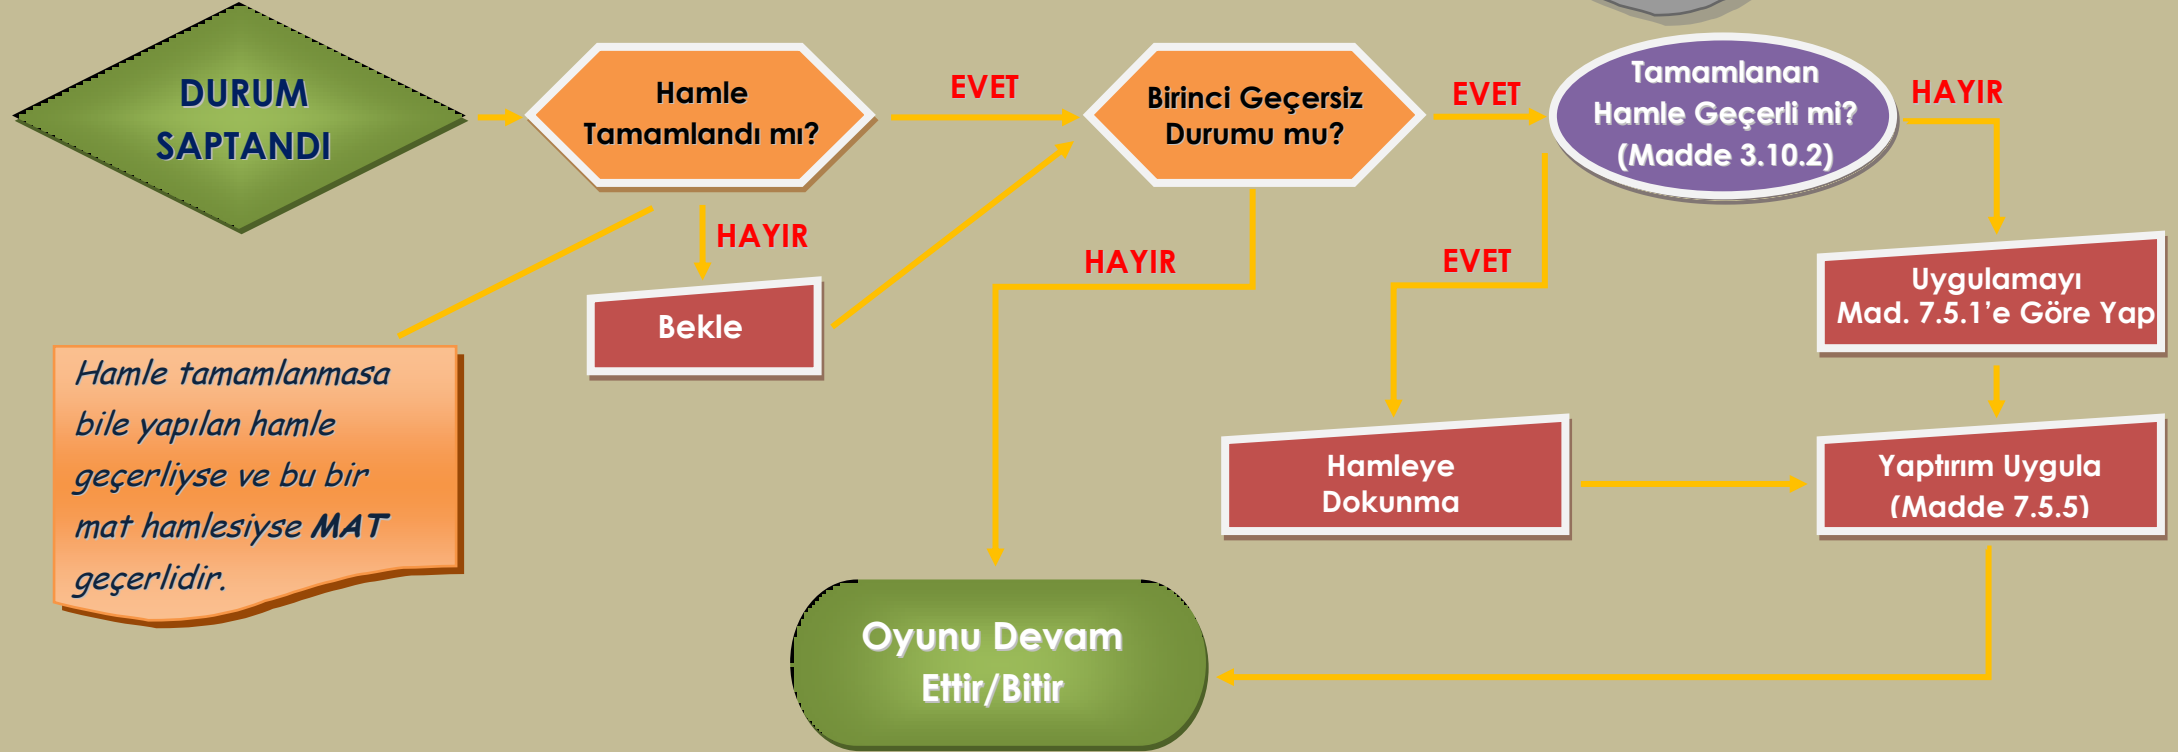 DURUM
SAPTANDI
Hamle
Tamamlandı mı?
EVET
Birinci Geçersiz
Durumu mu?
EVET
Tamamlanan
Hamle Geçerli mi?
(Madde 3.10.2)
HAYIR
HAYIR
Bekle
HAYIR
EVET
Uygulamayı
Mad. 7.5.1’e Göre Yap
Hamle tamamlanmasa
bile yapılan hamle
geçerliyse ve bu bir
mat hamlesiyse MAT
geçerlidir.
Hamleye
Dokunma
Yaptırım Uygula
(Madde 7.5.5)
Oyunu Devam
Ettir/Bitir